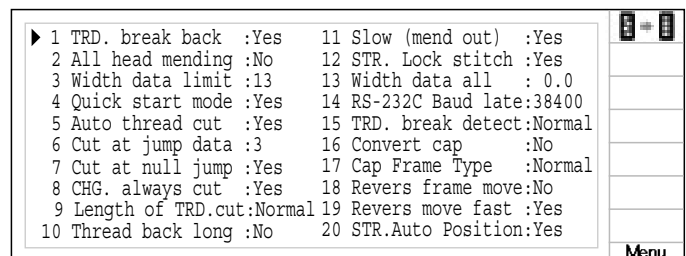 1 TRD. break back :Yes
2 All head mending :No
3 Width data limit :13
4 Quick start mode :Yes
5 Auto thread cut :Yes
6 Cut at jump data :3
7 Cut at null jump :Yes
8 CHG. always cut :Yes
9 Length of TRD.cut:Normal
10 Thread back long :No
11 Slow (mend out) :Yes
12 STR. Lock stitch :Yes
13 Width data all : 0.0
14 RS-232C Baud late:38400
15 TRD. break detect:Normal
16 Convert cap :No
17 Cap Frame Type :Normal
18 Revers frame move:No
19 Revers move fast :Yes
20 STR.Auto Position:Yes
Menu